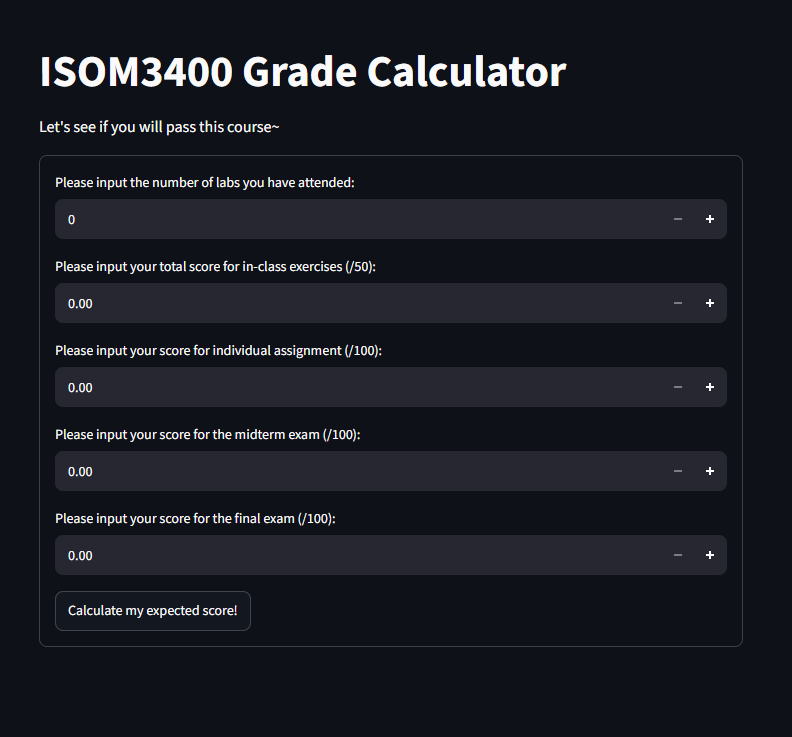 ISOM3400 Grade Calculator
Let's see if you will pass this course~
Please input the number of labs you have attended:
0
Please input your total score for in-class exercises (/50):
0.00
Please input your score for individual assignment (/100):
0.00
Please input your score for the midterm exam (/100):
0.00
Please input your score for the final exam (/100):
0.00
Calculate my expected score!